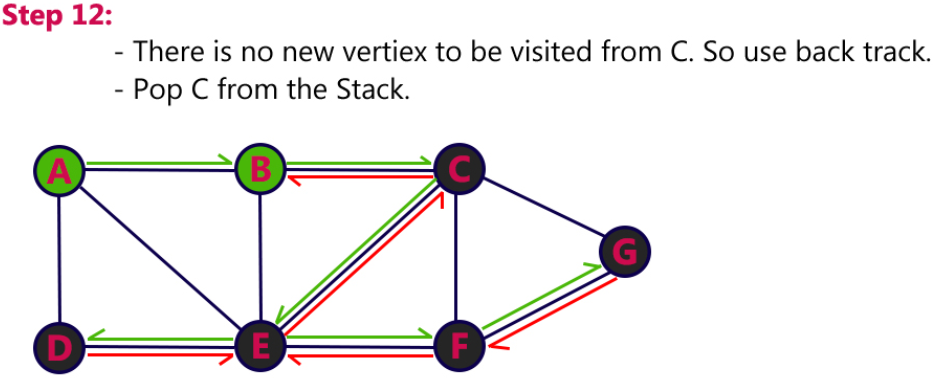 Step 12:
- There is no new vertiex to be visited from C. So use back track.
- Pop C from the Stack.
A B C
G
D E F